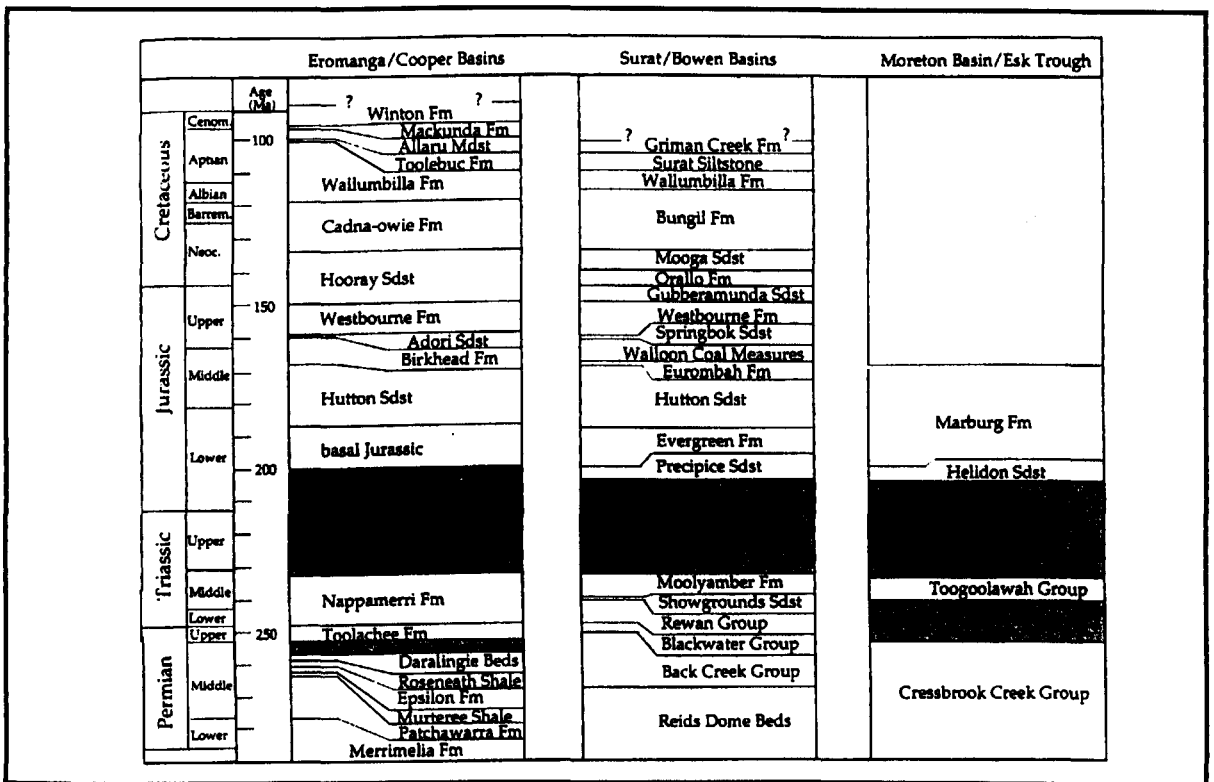 Eromanga/Cooper Basins
Surat/Bowen Basins
Moreton Basin/Esk Trough
Age
(Ma)
100
150
200
250
Cretaceous
Cenom.
Aptian
Albian
Barrem.
Neoc.
Jurassic
Upper
Middle
Lower
Triassic
Upper
Middle
Lower
Permian
Upper
Middle
Lower
? ?
Winton Fm
Mackunda Fm
Allaru Mdst
Toolebuc Fm
Wallumbilla Fm
Cadna-owie Fm
Hooray Sdst
Westbourne Fm
Adori Sdst
Birkhead Fm
Hutton Sdst
basal Jurassic
Nappamerri Fm
Toolachee Fm
Daralingie Beds
Roseneath Shale
Epsilon Fm
Murteree Shale
Patchawarra Fm
Merrimelia Fm
? ?
Griman Creek Fm
Surat Siltstone
Wallumbilla Fm
Bungil Fm
Mooga Sdst
Orallo Fm
Gubberamunda Sdst
Westbourne Fm
Springbok Sdst
Walloon Coal Measures
Eurombah Fm
Hutton Sdst
Evergreen Fm
Precipice Sdst
Moolyamber Fm
Showgrounds Sdst
Rewan Group
Blackwater Group
Back Creek Group
Reids Dome Beds
Marburg Fm
Helidon Sdst
Toogoolawah Group
Cressbrook Creek Group